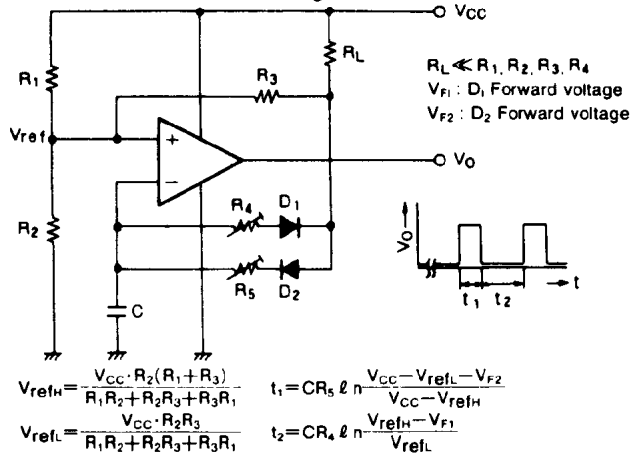 VCC
R1
R3
RL
RL ≪ R1, R2, R3, R4
VF1 : D1 Forward voltage
VF2 : D2 Forward voltage
Vref
+
−
VO
R2
R4
D1
R5
D2
C
VO
t1
t2
t
VrefH = VCC·R2(R1+R3) / R1R2+R2R3+R3R1
t1=CR5 ℓn VCC−VrefL−VF2 / VCC−VrefH
VrefL = VCC·R2R3 / R1R2+R2R3+R3R1
t2=CR4 ℓn VrefH−VF1 / VrefL